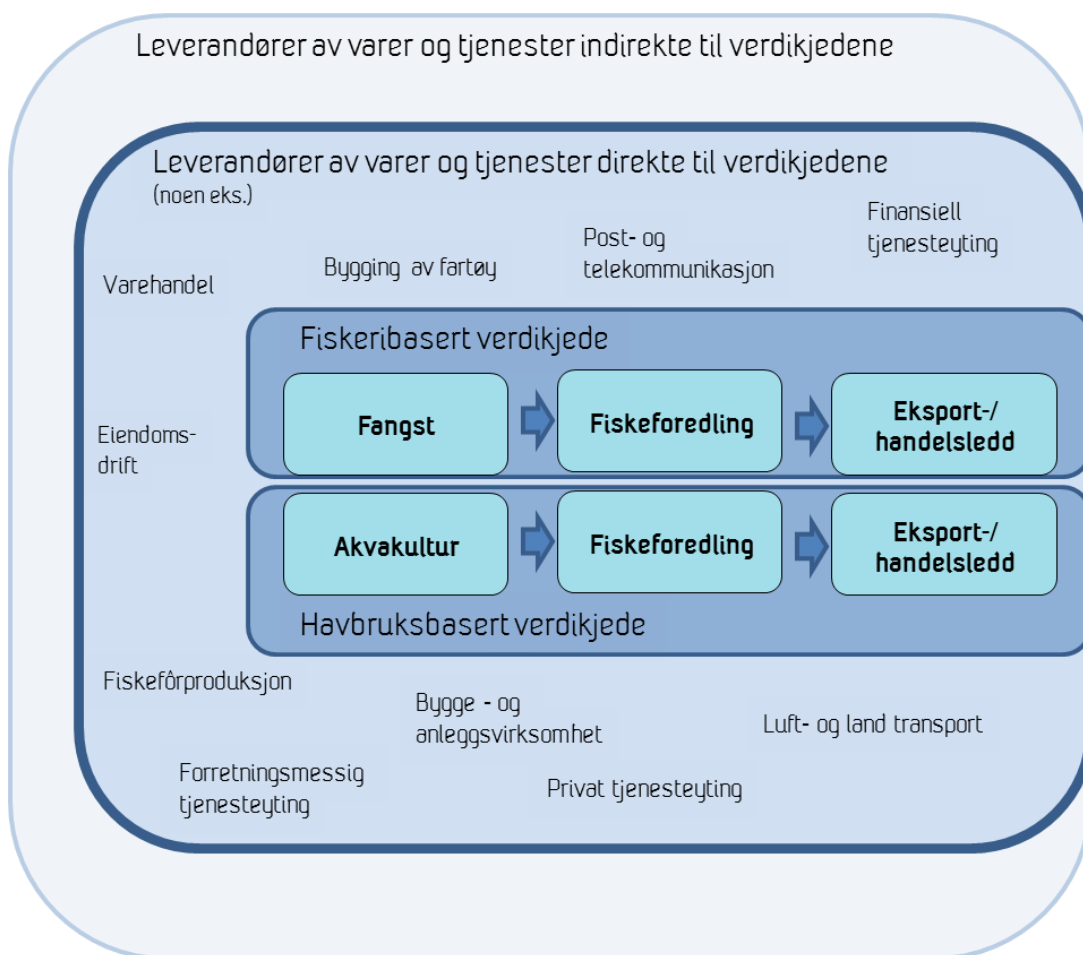 Leverandører av varer og tjenester indirekte til verdikjedene
Leverandører av varer og tjenester direkte til verdikjedene
(noen eks.)
Finansiell
tjenesteyting
Post- og
telekommunikasjon
Bygging av fartøy
Varehandel
Fiskeribasert verdikjede
Fangst
Fiskeforedling
Eksport-/
handelsledd
Eiendoms-
drift
Akvakultur
Fiskeforedling
Eksport-/
handelsledd
Havbruksbasert verdikjede
Fiskefôrproduksjon
Bygge - og
anleggsvirksomhet
Luft- og land transport
Forretningsmessig
tjenesteyting
Privat tjenesteyting